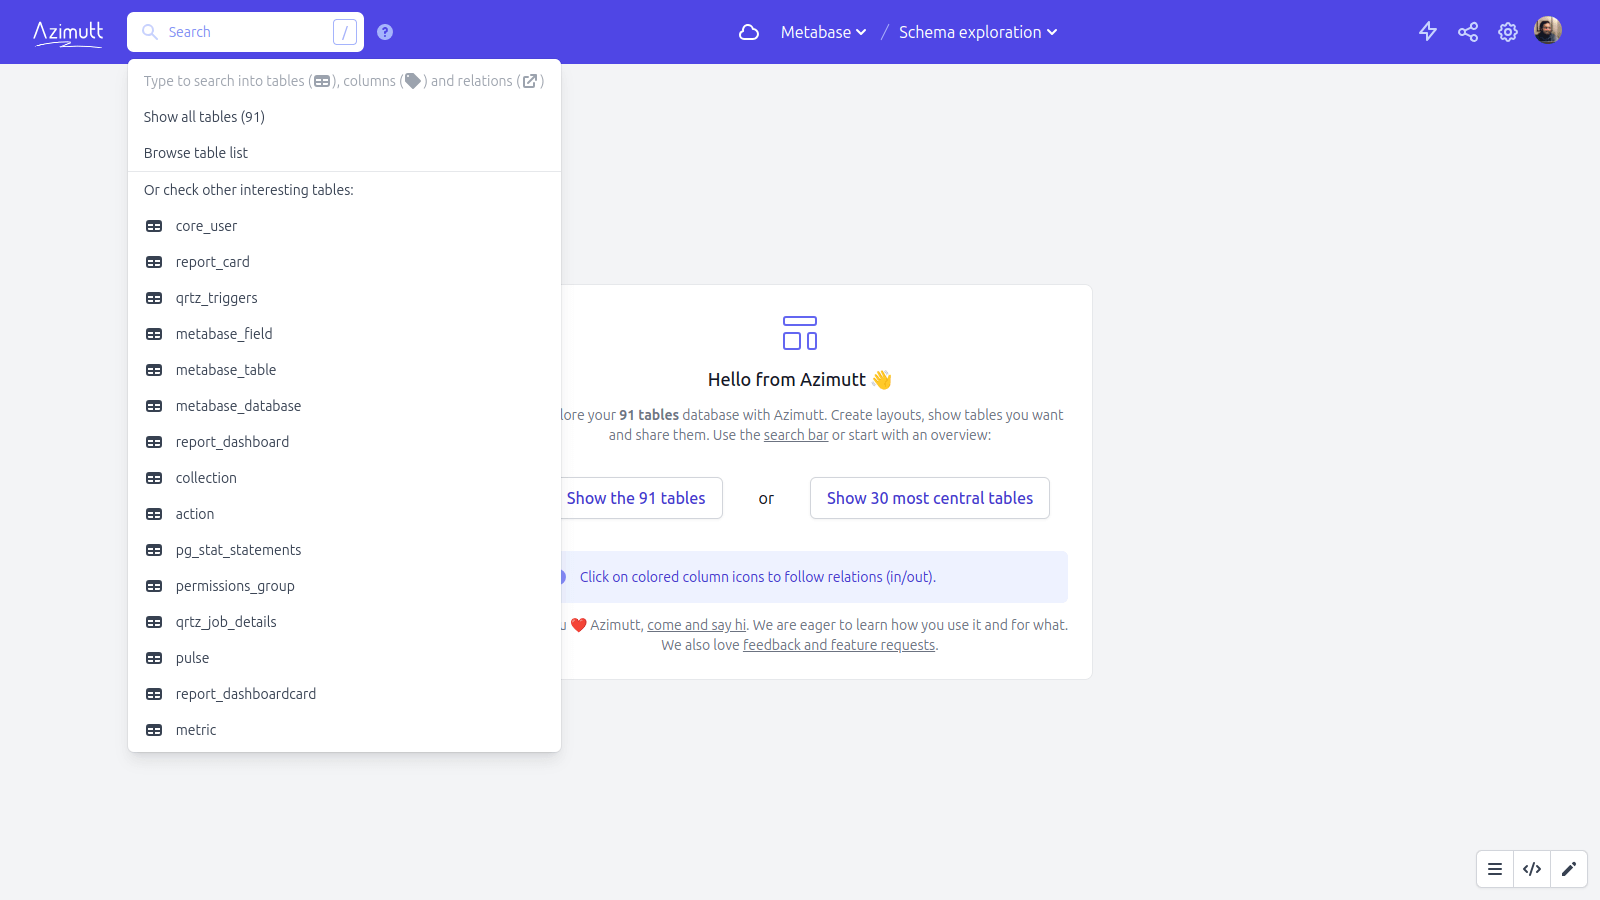 Azimutt
Search
/
?
Metabase
/
Schema exploration
Type to search into tables ( ), columns ( ) and relations ( )
Show all tables (91)
Browse table list
Or check other interesting tables:
core_user
report_card
qrtz_triggers
metabase_field
metabase_table
metabase_database
report_dashboard
collection
action
pg_stat_statements
permissions_group
qrtz_job_details
pulse
report_dashboardcard
metric
Hello from Azimutt 👋
lore your 91 tables database with Azimutt. Create layouts, show tables you want
and share them. Use the search bar or start with an overview:
Show the 91 tables
or
Show 30 most central tables
Click on colored column icons to follow relations (in/out).
u ❤️ Azimutt, come and say hi. We are eager to learn how you use it and for what.
We also love feedback and feature requests.